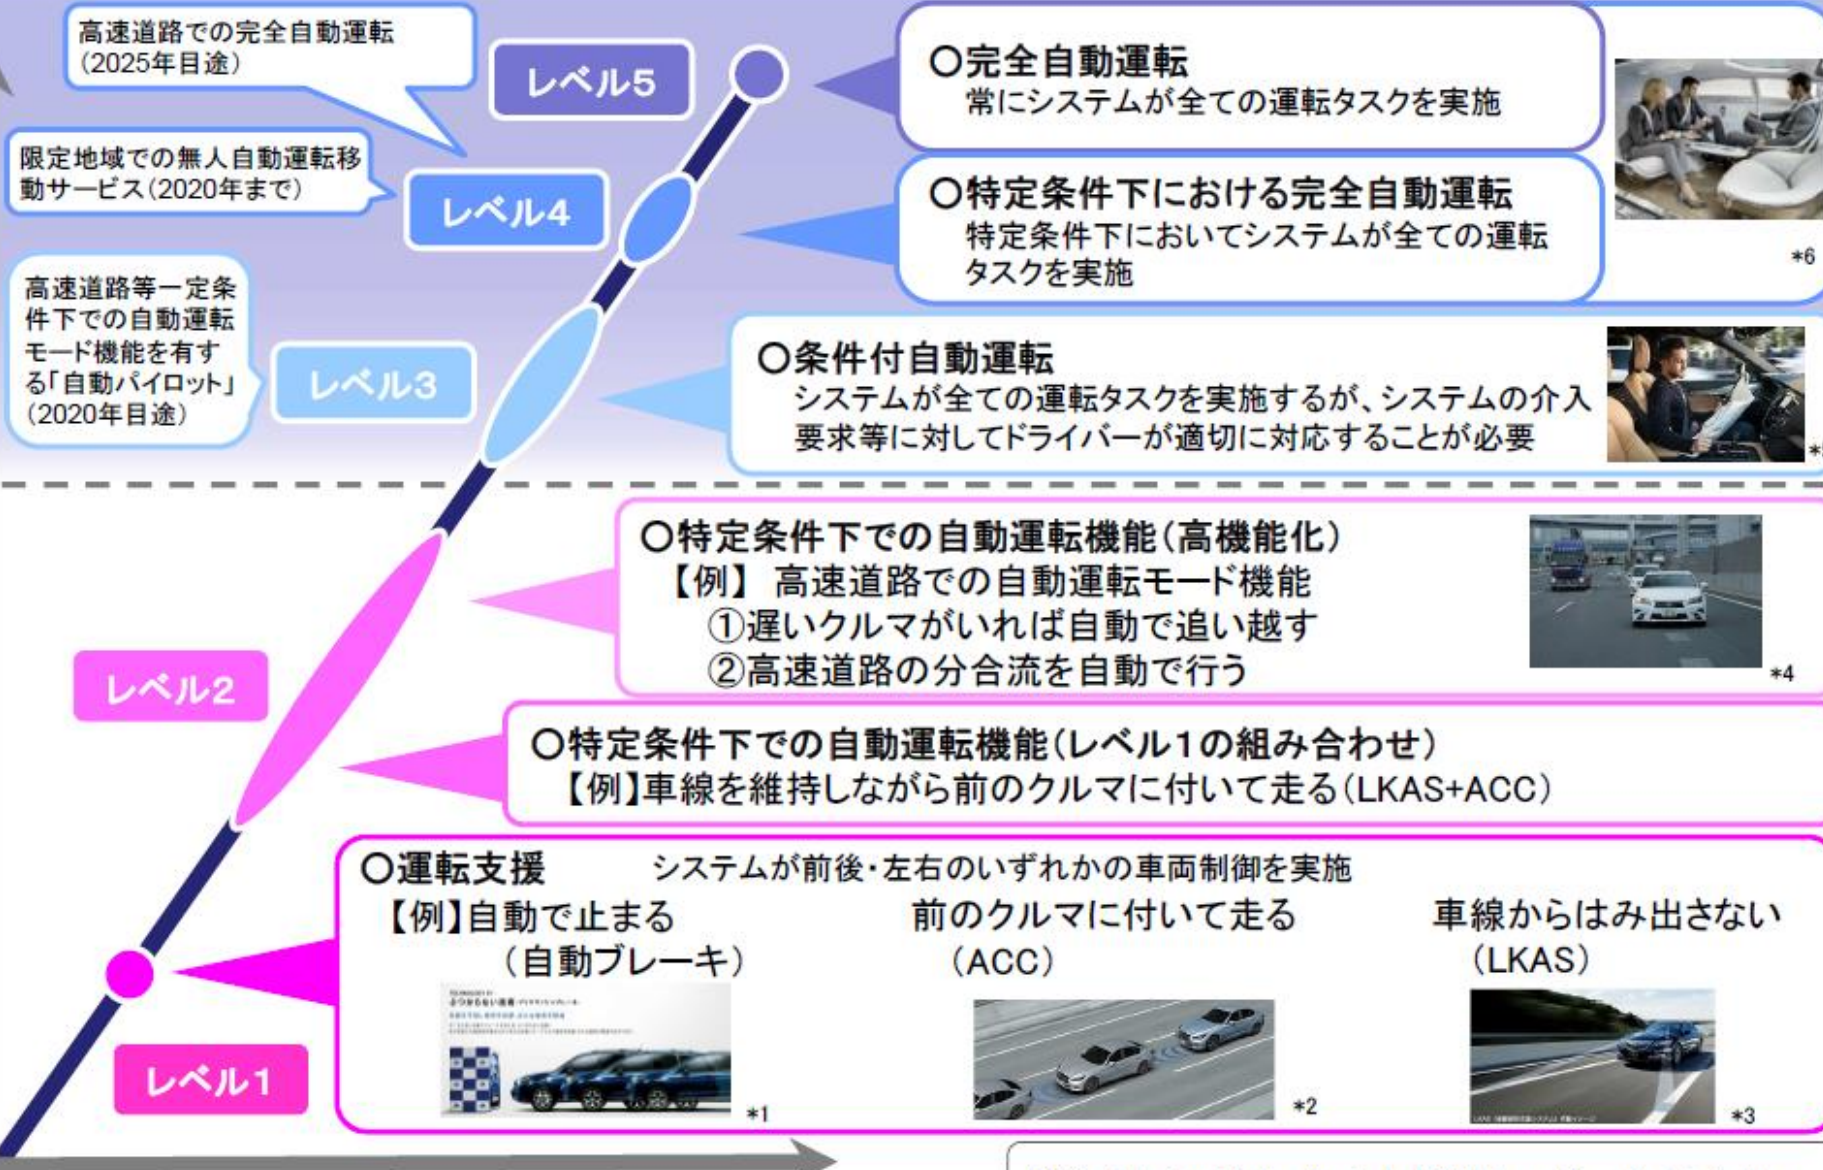 高速道路での完全自動運転
(2025年目途)
レベル5
〇完全自動運転
常にシステムが全ての運転タスクを実施
限定地域での無人自動運転移
動サービス(2020年まで)
レベル4
〇特定条件下における完全自動運転
特定条件下においてシステムが全ての運転
タスクを実施
*6
高速道路等一定条
件下での自動運転
モード機能を有す
る「自動パイロット」
(2020年目途)
レベル3
〇条件付自動運転
システムが全ての運転タスクを実施するが、システムの介入
要求等に対してドライバーが適切に対応することが必要
〇特定条件下での自動運転機能(高機能化)
【例】 高速道路での自動運転モード機能
①遅いクルマがいれば自動で追い越す
②高速道路の分合流を自動で行う
*4
レベル2
〇特定条件下での自動運転機能(レベル1の組み合わせ)
【例】車線を維持しながら前のクルマに付いて走る(LKAS+ACC)
〇運転支援 システムが前後・左右のいずれかの車両制御を実施
【例】自動で止まる
(自動ブレーキ)
*1
前のクルマに付いて走る
(ACC)
*2
車線からはみ出さない
(LKAS)
*3
レベル1